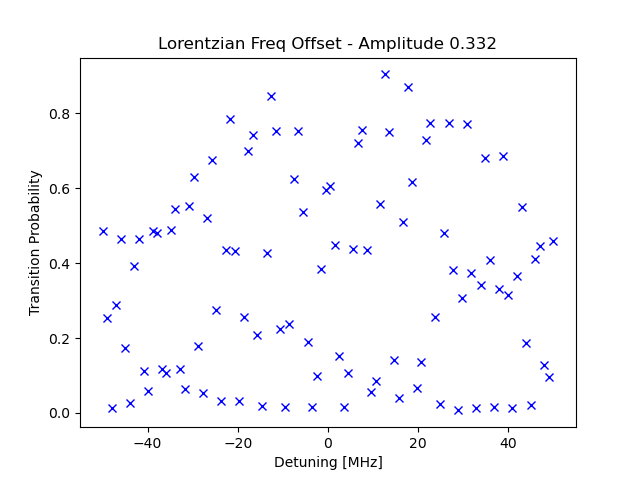 Lorentzian Freq Offset - Amplitude 0.332
Transition Probability
0.8
0.6
0.4
0.2
0.0
−40 −20 0 20 40
Detuning [MHz]